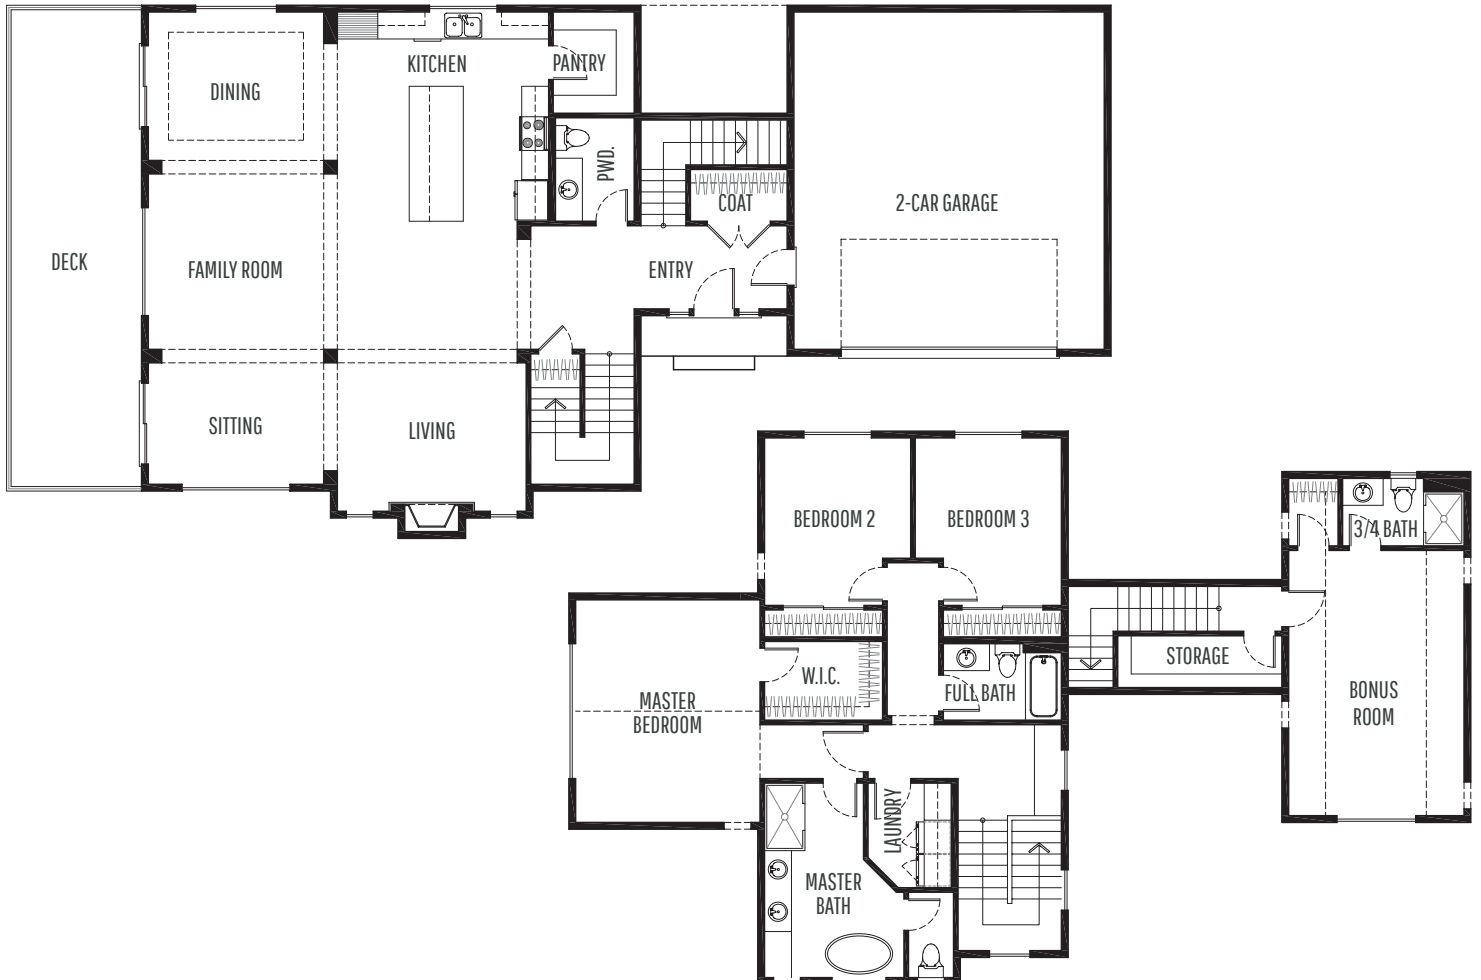 KITCHEN
PANTRY
DINING
PWD.
COAT
2-CAR GARAGE
DECK
FAMILY ROOM
ENTRY
SITTING
LIVING
BEDROOM 2
BEDROOM 3
3/4 BATH
STORAGE
W.I.C.
FULL BATH
MASTER
BEDROOM
BONUS
ROOM
LAUNDRY
MASTER
BATH